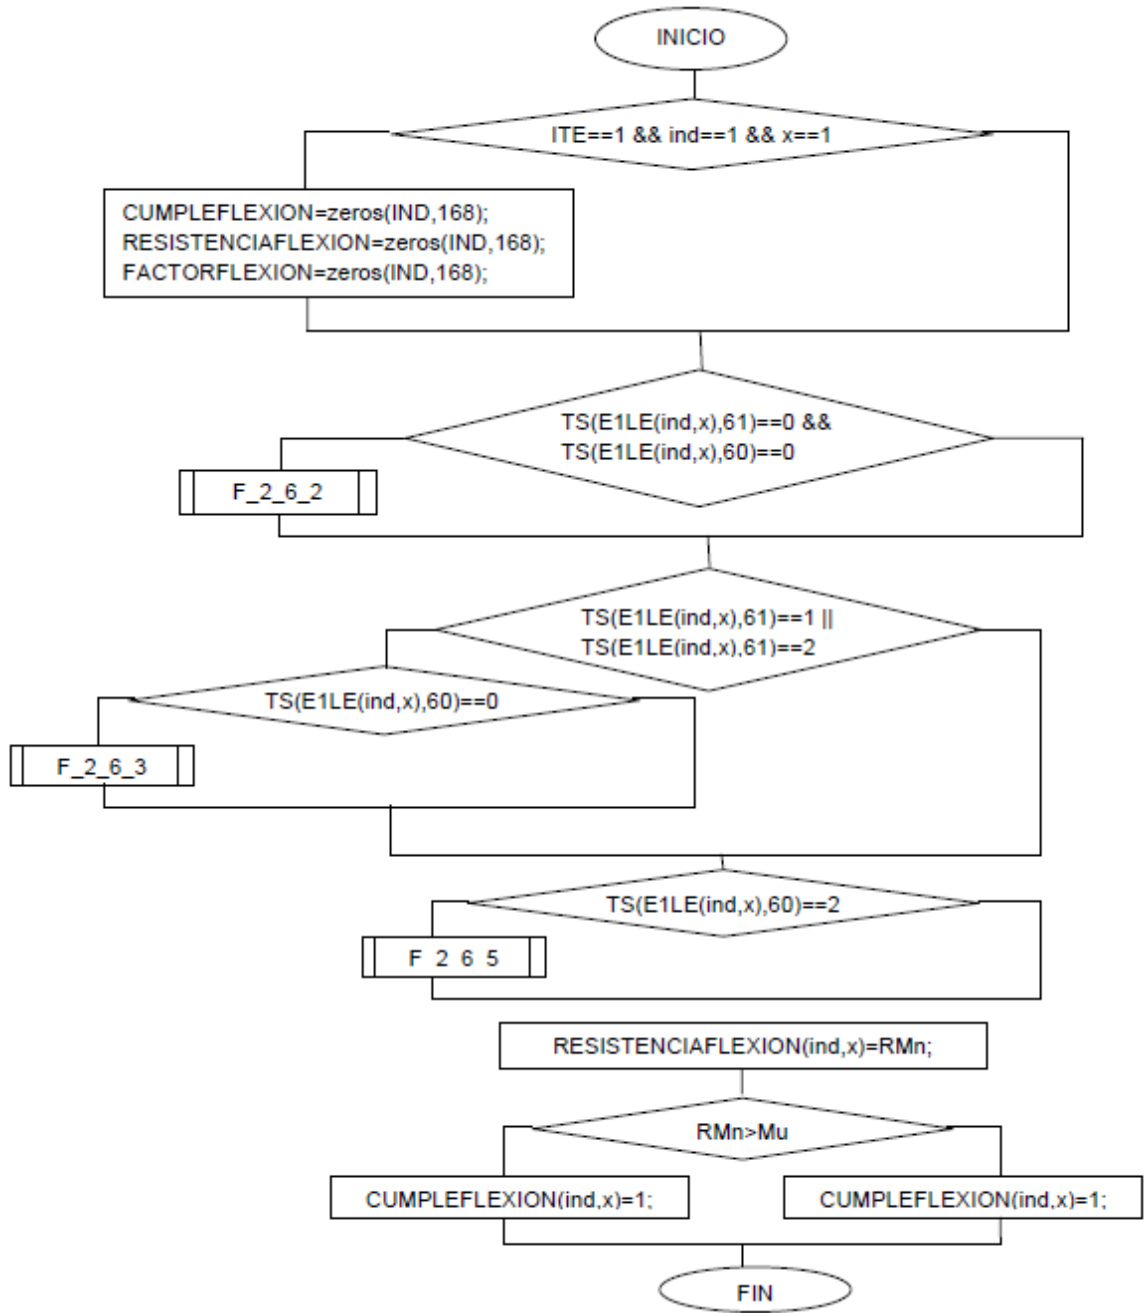 INICIO
ITE==1 && ind==1 && x==1
CUMPLEFLEXION=zeros(IND,168);
RESISTENCIAFLEXION=zeros(IND,168);
FACTORFLEXION=zeros(IND,168);
TS(E1LE(ind,x),61)==0 &&
TS(E1LE(ind,x),60)==0
F_2_6_2
TS(E1LE(ind,x),61)==1 ||
TS(E1LE(ind,x),61)==2
TS(E1LE(ind,x),60)==0
F_2_6_3
TS(E1LE(ind,x),60)==2
F 2 6 5
RESISTENCIAFLEXION(ind,x)=RMn;
RMn>Mu
CUMPLEFLEXION(ind,x)=1;
CUMPLEFLEXION(ind,x)=1;
FIN